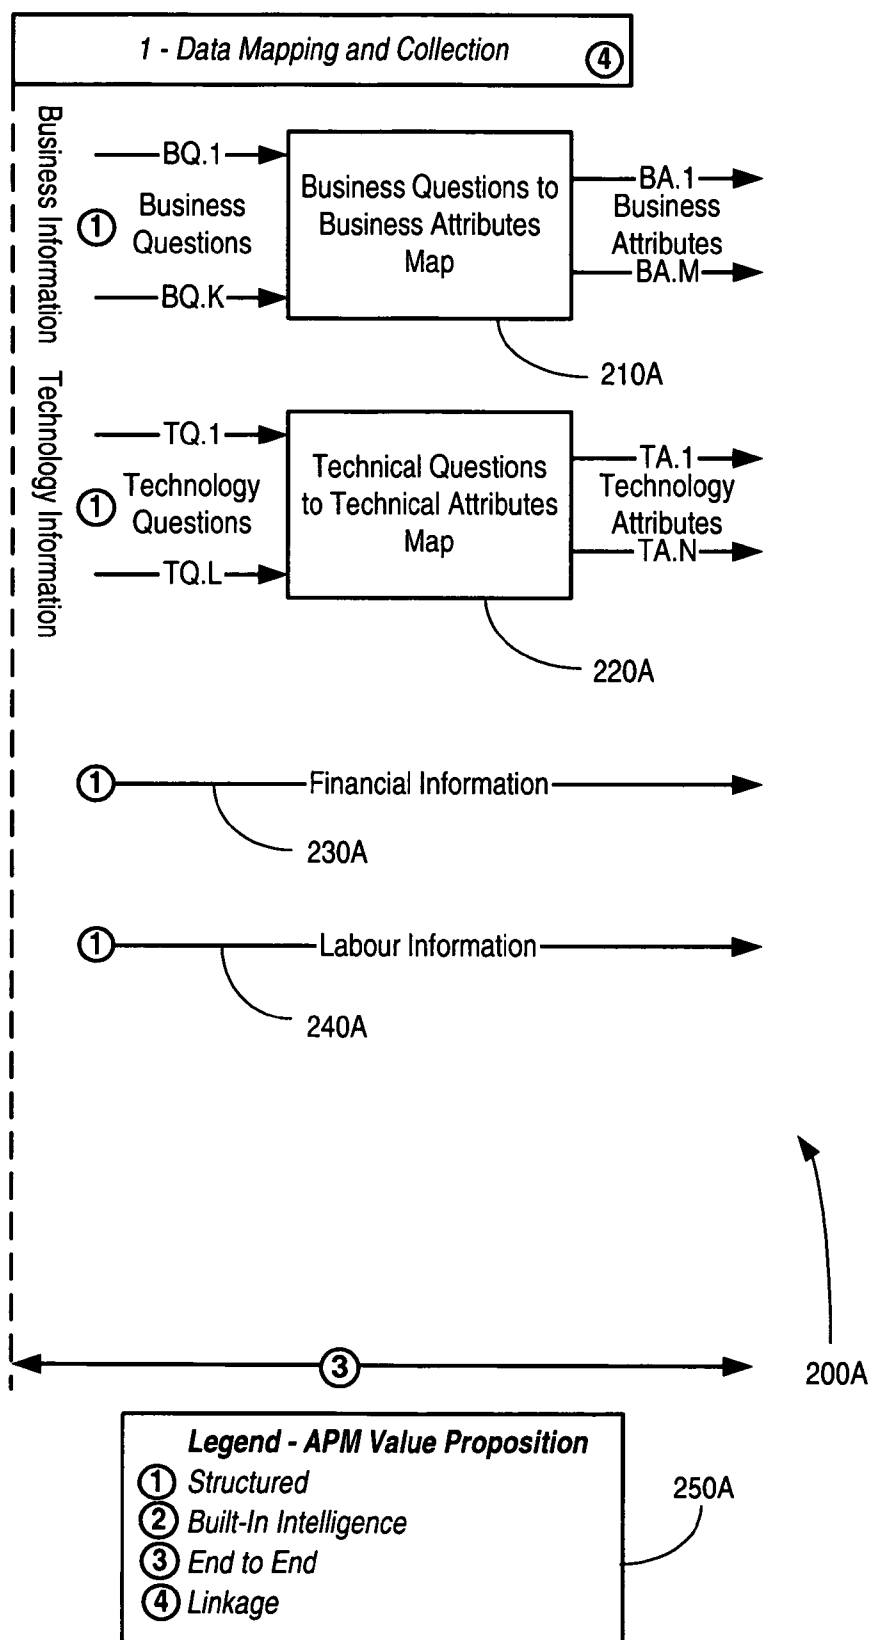 1 - Data Mapping and Collection
4
Business Information
BQ.1
1
Business
Questions
BQ.K
Business Questions to
Business Attributes
Map
BA.1
Business
Attributes
BA.M
210A
Technology Information
TQ.1
1
Technology
Questions
TQ.L
Technical Questions
to Technical Attributes
Map
TA.1
Technology
Attributes
TA.N
220A
1
Financial Information
230A
1
Labour Information
240A
3
200A
Legend - APM Value Proposition
1 Structured
2 Built-In Intelligence
3 End to End
4 Linkage
250A